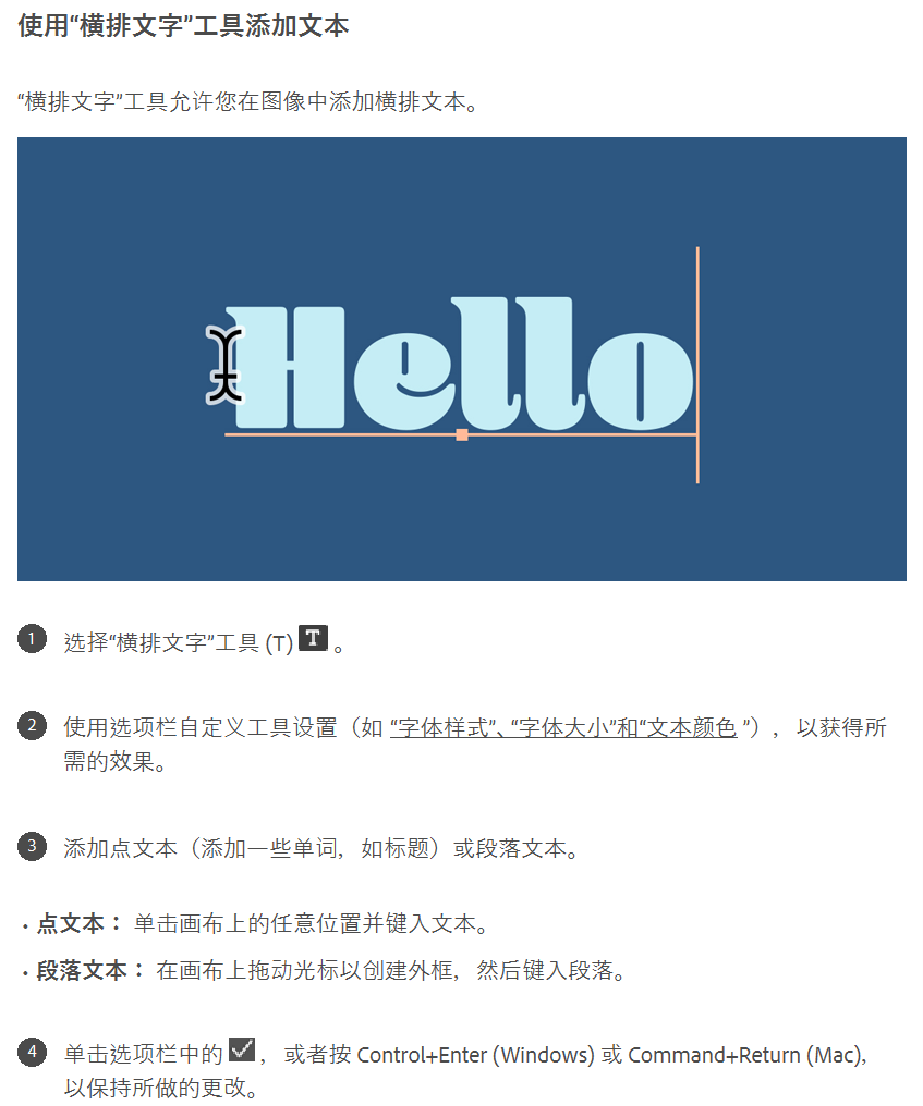 使用“横排文字”工具添加文本
“横排文字”工具允许您在图像中添加横排文本。
Hello
1 选择“横排文字”工具 (T) T 。
2 使用选项栏自定义工具设置（如 “字体样式”、“字体大小”和“文本颜色 ”），以获得所
需的效果。
3 添加点文本（添加一些单词，如标题）或段落文本。
• 点文本： 单击画布上的任意位置并键入文本。
• 段落文本： 在画布上拖动光标以创建外框，然后键入段落。
4 单击选项栏中的 ，或者按 Control+Enter (Windows) 或 Command+Return (Mac),
以保持所做的更改。